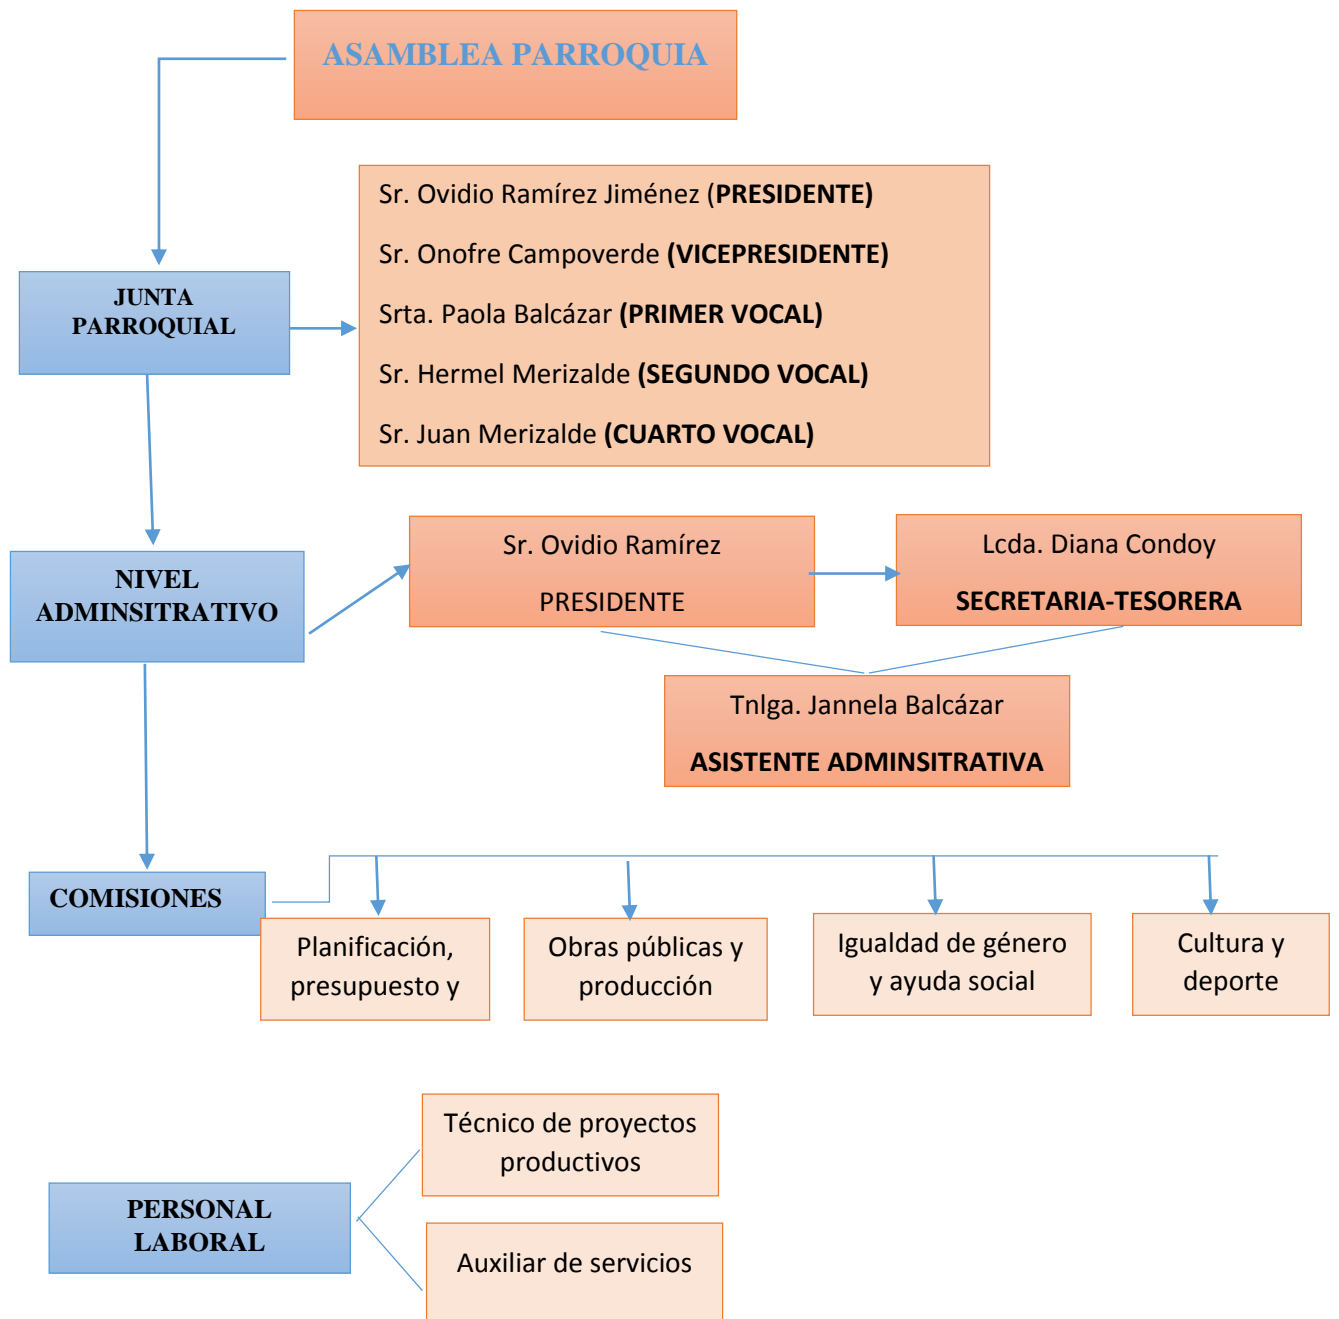 ASAMBLEA PARROQUIA
Sr. Ovidio Ramírez Jiménez (PRESIDENTE)
Sr. Onofre Campoverde (VICEPRESIDENTE)
Srta. Paola Balcázar (PRIMER VOCAL)
Sr. Hermel Merizalde (SEGUNDO VOCAL)
Sr. Juan Merizalde (CUARTO VOCAL)
JUNTA
PARROQUIAL
NIVEL
ADMINSITRATIVO
Sr. Ovidio Ramírez
PRESIDENTE
Lcda. Diana Condoy
SECRETARIA-TESORERA
Tnlga. Jannela Balcázar
ASISTENTE ADMINSITRATIVA
COMISIONES
Planificación,
presupuesto y
Obras públicas y
producción
Igualdad de género
y ayuda social
Cultura y
deporte
PERSONAL
LABORAL
Técnico de proyectos
productivos
Auxiliar de servicios